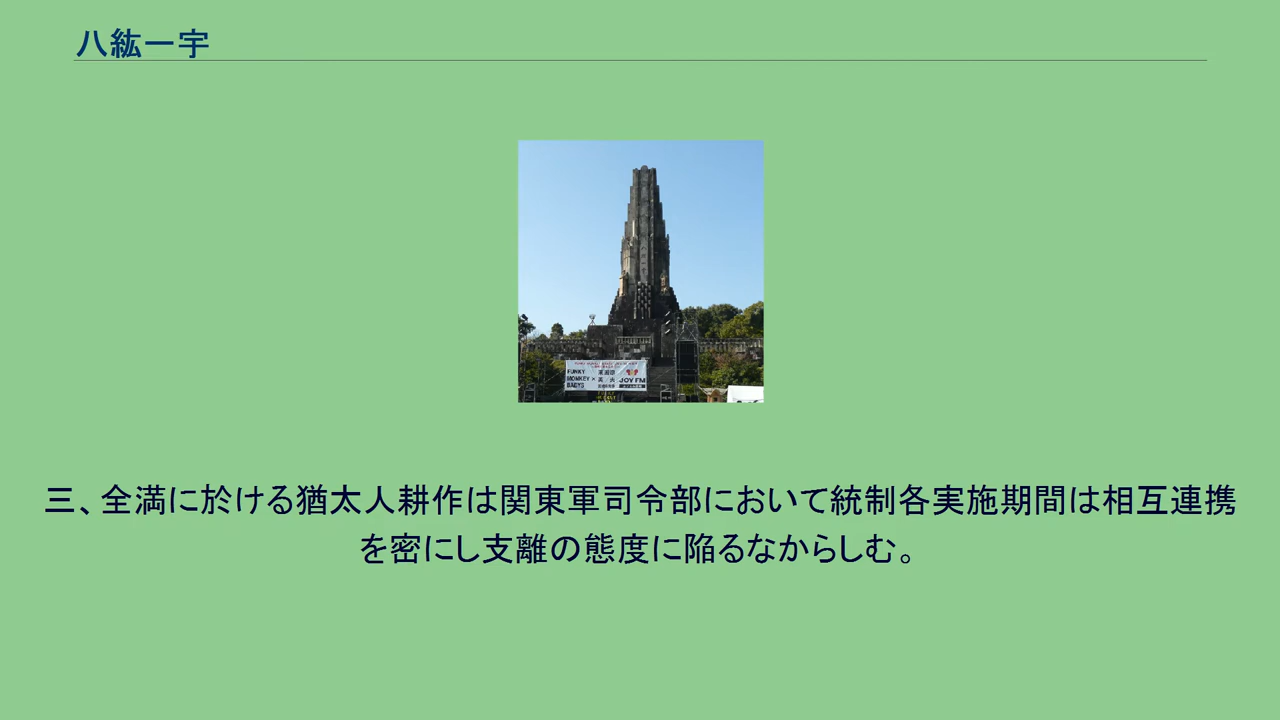 八紘一宇
FUNKY
MONKEY ×
BABYS
JOY FM
三、全満に於ける猶太人耕作は関東軍司令部において統制各実施期間は相互連携
を密にし支離の態度に陥るなからしむ。